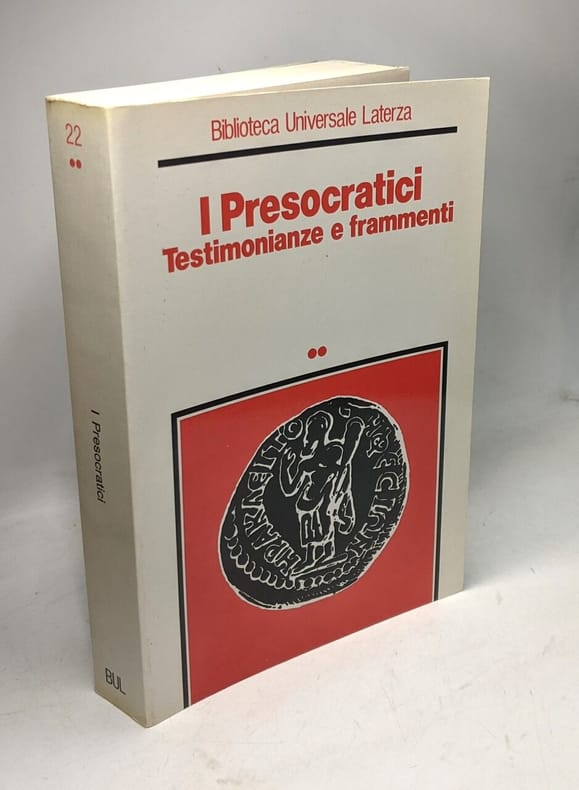 22
I Presocratici
BUL
Biblioteca Universale Laterza
I Presocratici
Testimonianze e frammenti